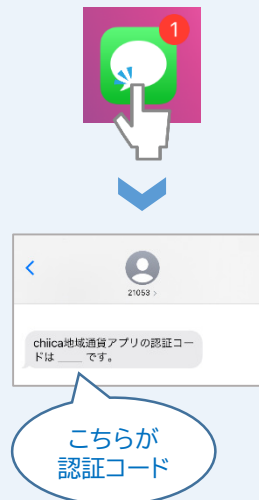 1
21053 >
chiica地域通貨アプリの認証コー
ドは ____ です。
こちらが
認証コード